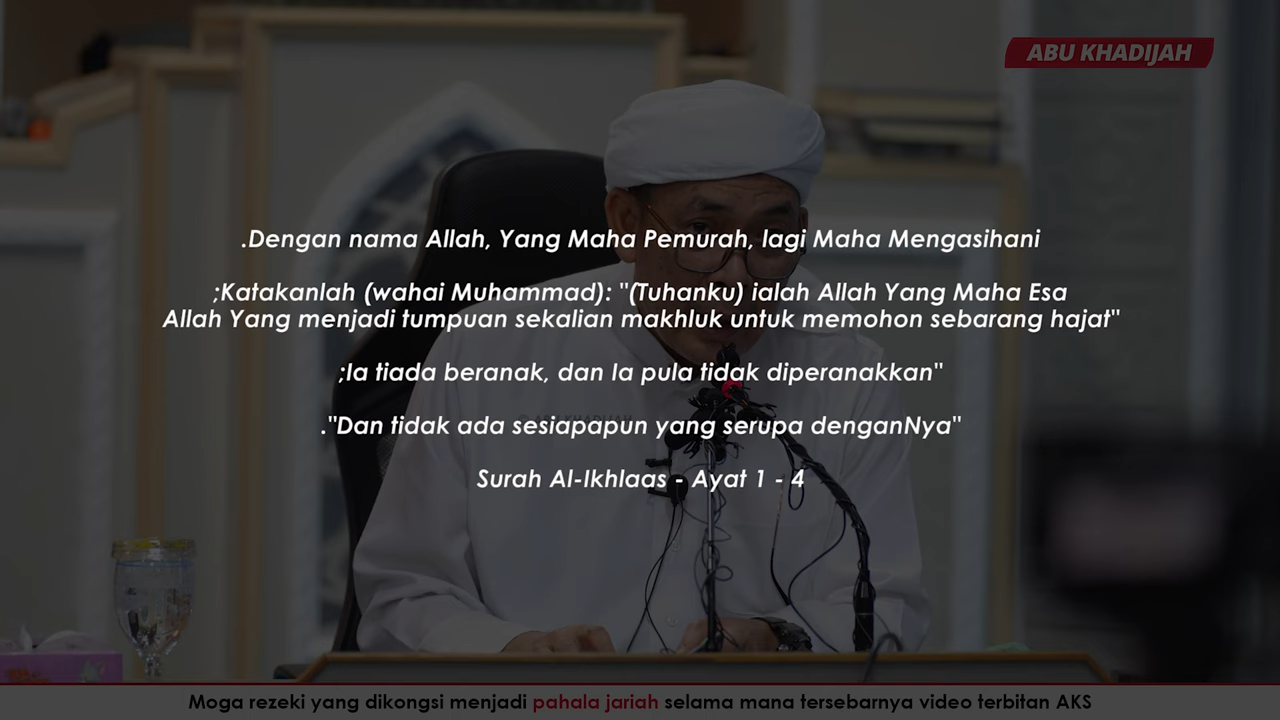 ABU KHADIJAH
.Dengan nama Allah, Yang Maha Pemurah, lagi Maha Mengasihani
;Katakanlah (wahai Muhammad): "(Tuhanku) ialah Allah Yang Maha Esa
Allah Yang menjadi tumpuan sekalian makhluk untuk memohon sebarang hajat"
;Ia tiada beranak, dan Ia pula tidak diperanakkan"
© ABU KHADIJAH
."Dan tidak ada sesiapapun yang serupa denganNya"
Surah Al-Ikhlaas - Ayat 1 - 4
Moga rezeki yang dikongsi menjadi pahala jariah selama mana tersebarnya video terbitan AKS